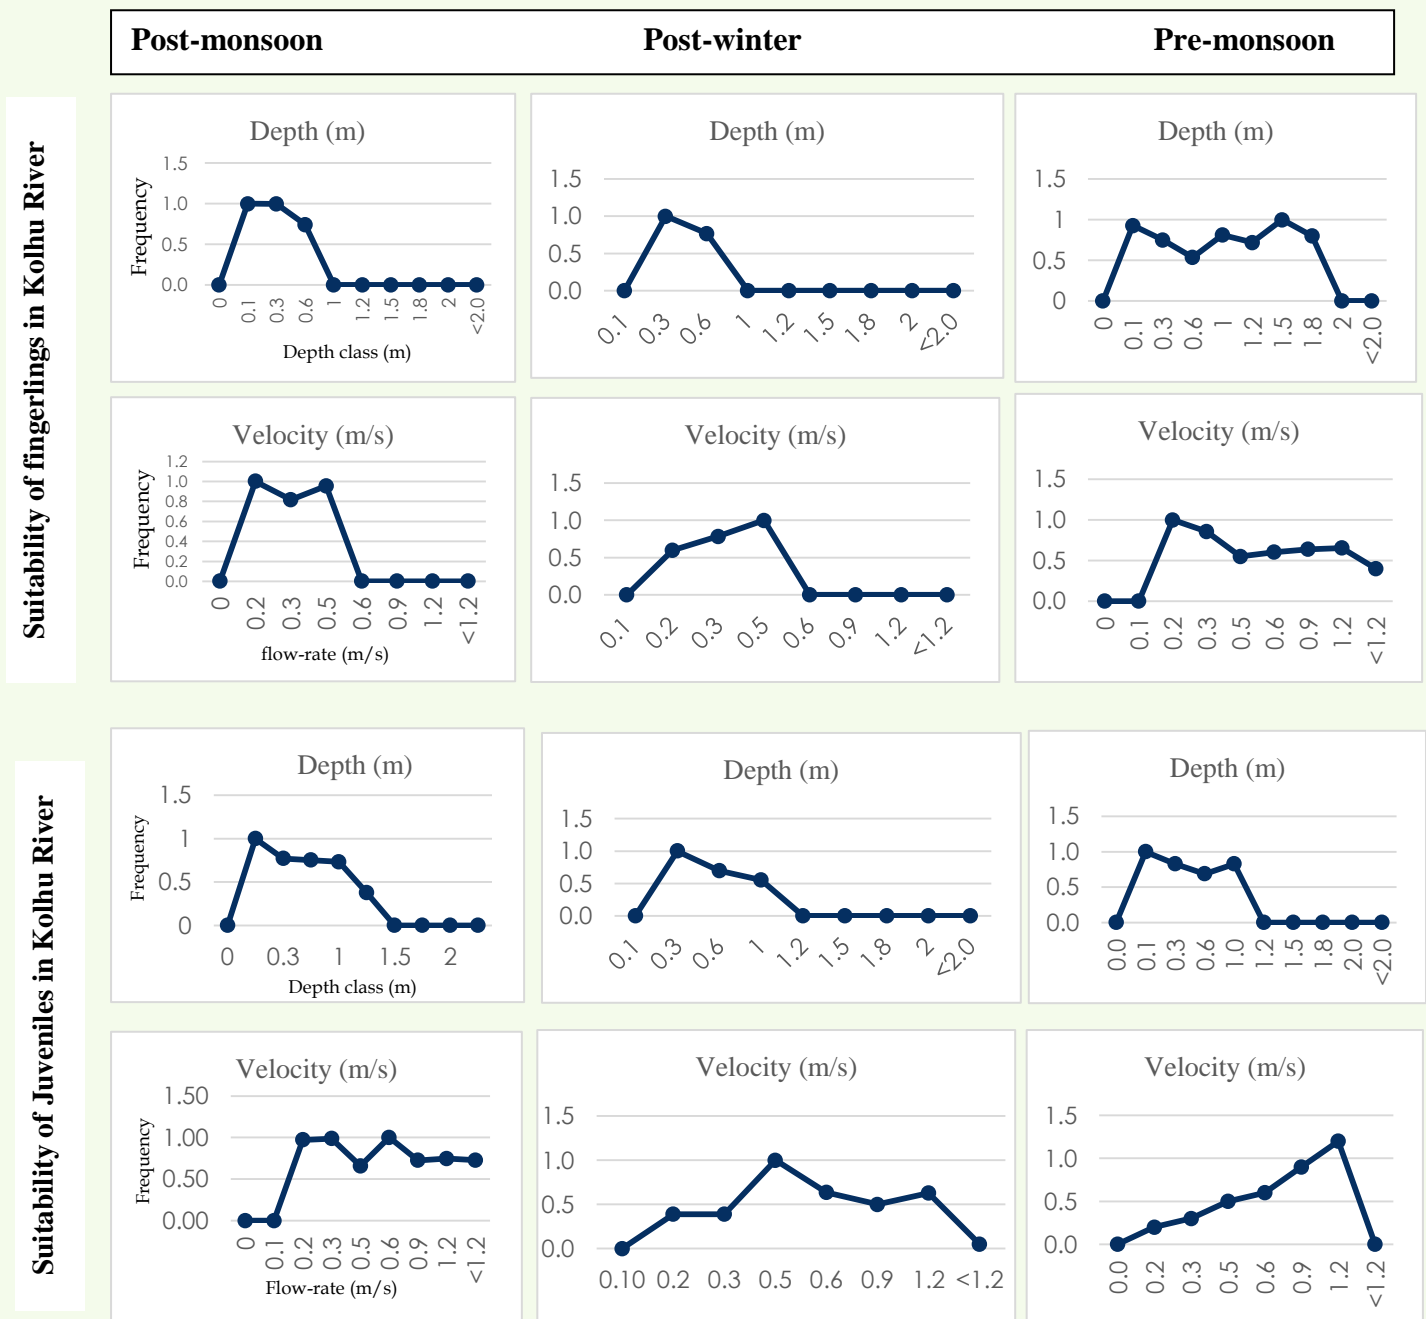 Post-monsoon Post-winter Pre-monsoon
Suitability of fingerlings in Kolhu River
Depth (m)
Frequency
1.5
1.0
0.5
0.0
0 0.1 0.3 0.6 1 1.2 1.5 1.8 2 <2.0
Depth class (m)
Depth (m)
1.5
1.0
0.5
0.0
0.1 0.3 0.6 1 1.2 1.5 1.8 2 <2.0
Depth (m)
1.5
1
0.5
0
0 0.1 0.3 0.6 1 1.2 1.5 1.8 2 <2.0
Velocity (m/s)
Frequency
1.2
1.0
0.8
0.6
0.4
0.2
0.0
0 0.2 0.3 0.5 0.6 0.9 1.2 <1.2
flow-rate (m/s)
Velocity (m/s)
1.5
1.0
0.5
0.0
0.1 0.2 0.3 0.5 0.6 0.9 1.2 <1.2
Velocity (m/s)
1.5
1.0
0.5
0.0
0 0.1 0.2 0.3 0.5 0.6 0.9 1.2 <1.2
Suitability of Juveniles in Kolhu River
Depth (m)
Frequency
1.5
1
0.5
0
0 0.3 1 1.5 2
Depth class (m)
Depth (m)
1.5
1.0
0.5
0.0
0.1 0.3 0.6 1 1.2 1.5 1.8 2 <2.0
Depth (m)
1.5
1.0
0.5
0.0
0.0 0.1 0.3 0.6 1.0 1.2 1.5 1.8 2.0 <2.0
Velocity (m/s)
Frequency
1.50
1.00
0.50
0.00
0 0.1 0.2 0.3 0.5 0.6 0.9 1.2 <1.2
Flow-rate (m/s)
Velocity (m/s)
1.5
1.0
0.5
0.0
0.10 0.2 0.3 0.5 0.6 0.9 1.2 <1.2
Velocity (m/s)
1.5
1.0
0.5
0.0
0.0 0.2 0.3 0.5 0.6 0.9 1.2 <1.2